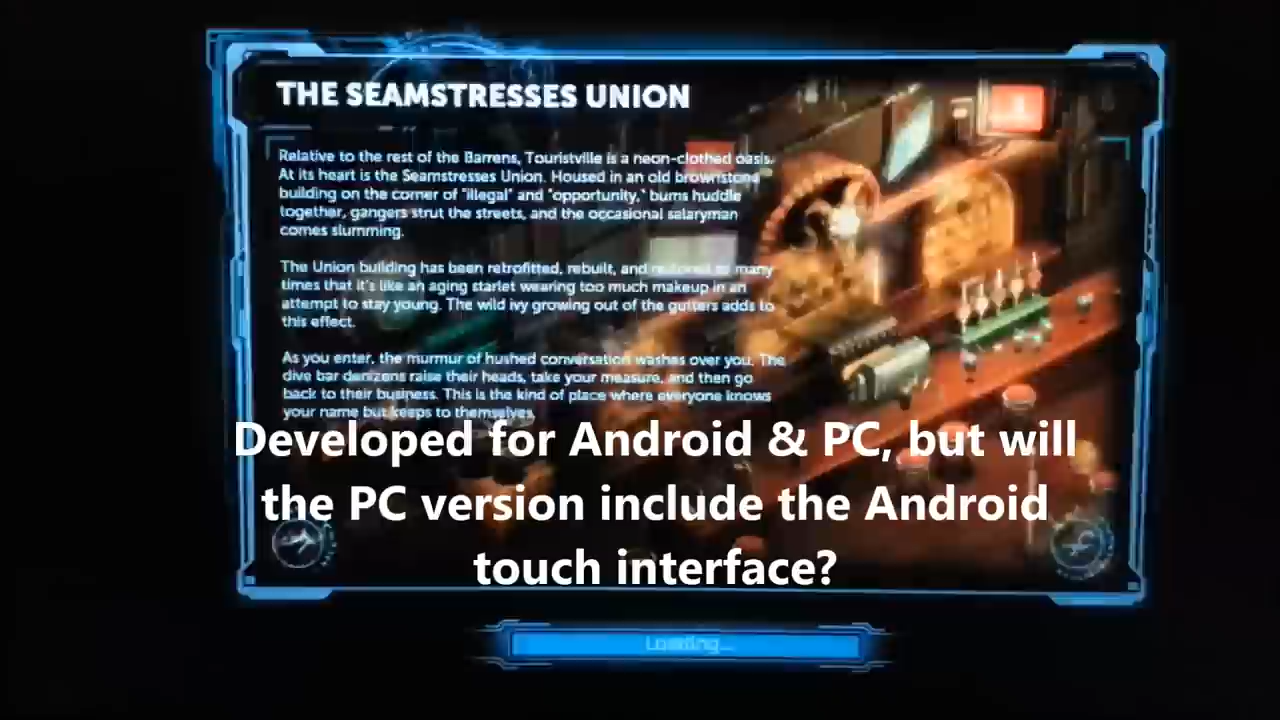 THE SEAMSTRESSES UNION
Relative to the rest of the Barrens, Touristville is a neon-clothed oasis.
At its heart is the Seamstresses Union. Housed in an old brownstone
building on the corner of "illegal" and "opportunity," bums huddle
together, gangers strut the streets, and the occasional salaryman
comes slumming.
The Union building has been retrofitted, rebuilt, and restored so many
times that it's like an aging starlet wearing too much makeup in an
attempt to stay young. The wild ivy growing out of the gutters adds to
this effect.
As you enter, the murmur of hushed conversation washes over you. The
dive bar denizens raise their heads, take your measure, and then go
back to their business. This is the kind of place where everyone knows
your name but keeps to themselves.
Developed for Android & PC, but will
the PC version include the Android
touch interface?
Loading...